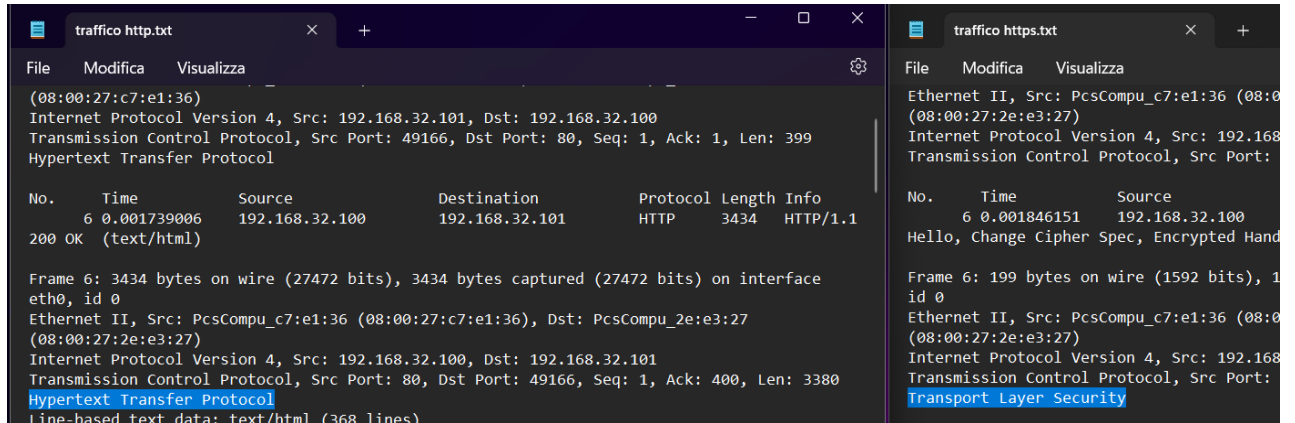 traffico http.txt
File Modifica Visualizza
(08:00:27:c7:e1:36)
Internet Protocol Version 4, Src: 192.168.32.101, Dst: 192.168.32.100
Transmission Control Protocol, Src Port: 49166, Dst Port: 80, Seq: 1, Ack: 1, Len: 399
Hypertext Transfer Protocol
No. Time Source Destination Protocol Length Info
6 0.001739006 192.168.32.100 192.168.32.101 HTTP 3434 HTTP/1.1
200 OK (text/html)
Frame 6: 3434 bytes on wire (27472 bits), 3434 bytes captured (27472 bits) on interface
eth0, id 0
Ethernet II, Src: PcsCompu_c7:e1:36 (08:00:27:c7:e1:36), Dst: PcsCompu_2e:e3:27
(08:00:27:2e:e3:27)
Internet Protocol Version 4, Src: 192.168.32.100, Dst: 192.168.32.101
Transmission Control Protocol, Src Port: 80, Dst Port: 49166, Seq: 1, Ack: 400, Len: 3380
Hypertext Transfer Protocol
Line-based text data: text/html (368 lines)
traffico https.txt
File Modifica Visualizza
Ethernet II, Src: PcsCompu_c7:e1:36 (08:0
(08:00:27:2e:e3:27)
Internet Protocol Version 4, Src: 192.168
Transmission Control Protocol, Src Port:
No. Time Source
6 0.001846151 192.168.32.100
Hello, Change Cipher Spec, Encrypted Hand
Frame 6: 199 bytes on wire (1592 bits), 1
id 0
Ethernet II, Src: PcsCompu_c7:e1:36 (08:0
(08:00:27:2e:e3:27)
Internet Protocol Version 4, Src: 192.168
Transmission Control Protocol, Src Port:
Transport Layer Security